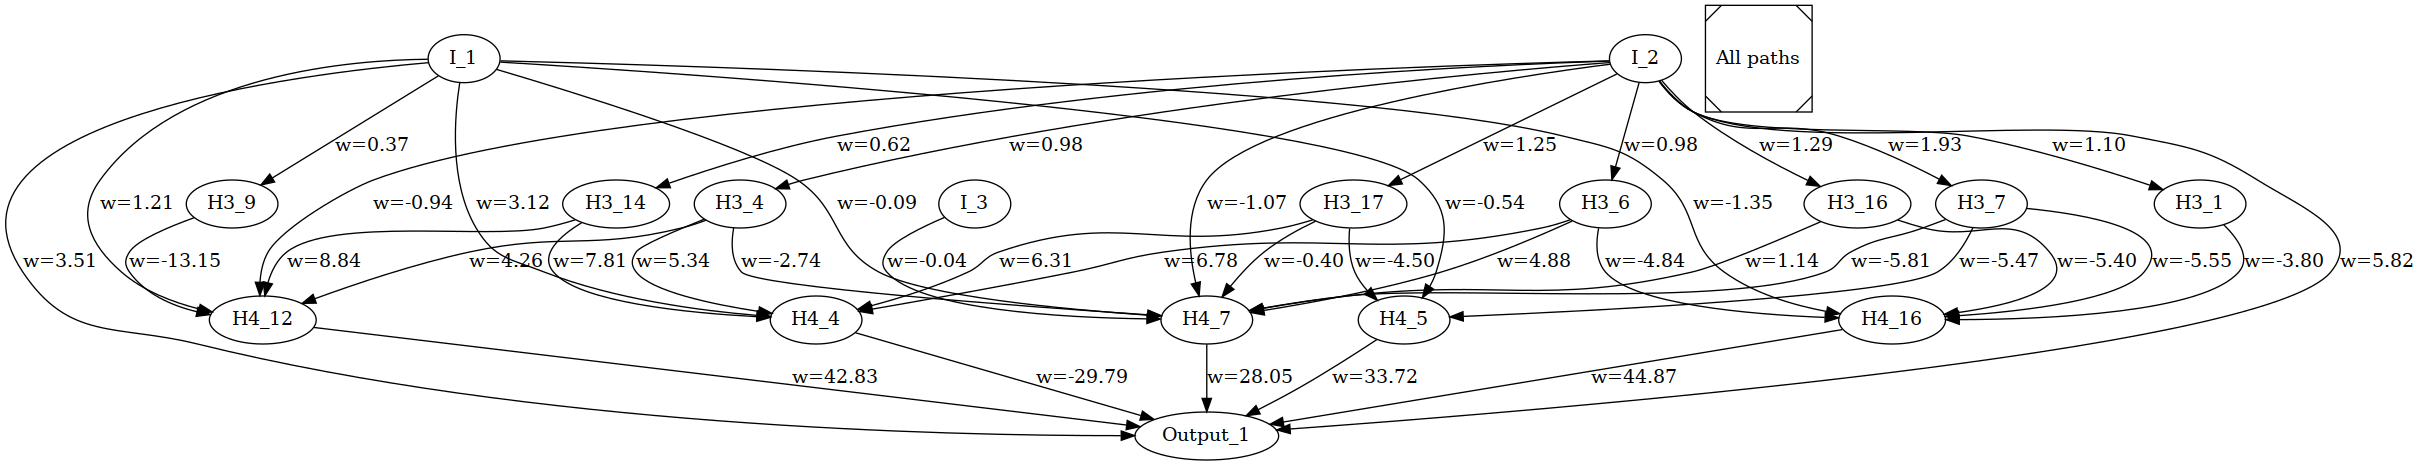 I_1
I_2
All paths
w=0.37
w=0.62
w=0.98
w=1.25
w=0.98
w=1.29
w=1.93
w=1.10
w=1.21
H3_9
w=-0.94
w=3.12
H3_14
H3_4
w=-0.09
I_3
w=-1.07
H3_17
w=-0.54
H3_6
w=-1.35
H3_16
H3_7
H3_1
w=3.51
w=-13.15
w=8.84
w=4.26
w=7.81
w=5.34
w=-2.74
w=-0.04
w=6.31
w=6.78
w=-0.40
w=-4.50
w=4.88
w=-4.84
w=1.14
w=-5.81
w=-5.47
w=-5.40
w=-5.55
w=-3.80
w=5.82
H4_12
H4_4
H4_7
H4_5
H4_16
w=42.83
w=-29.79
w=28.05
w=33.72
w=44.87
Output_1